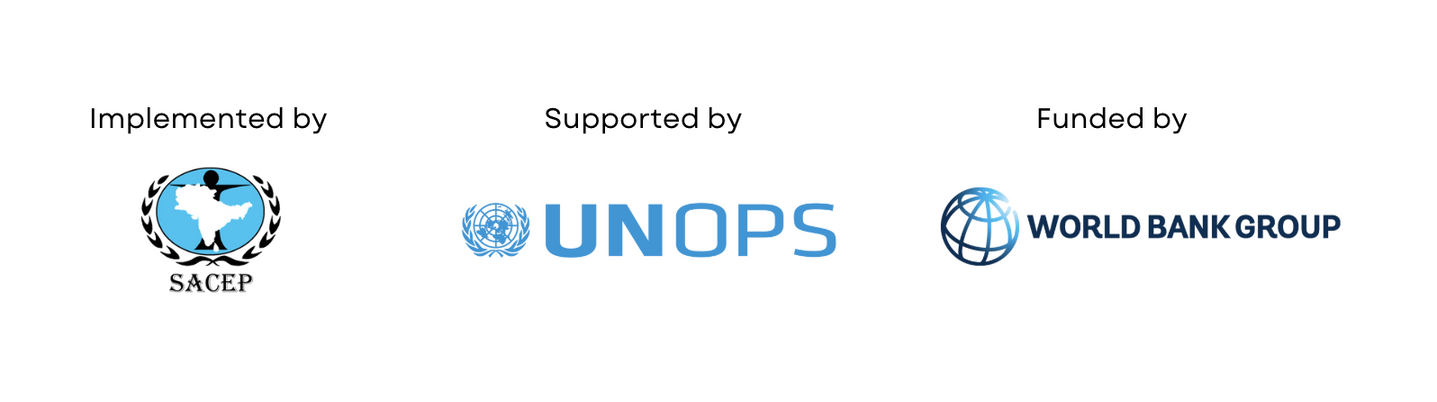 Implemented by
Supported by
Funded by
SACEP
UNOPS
WORLD BANK GROUP